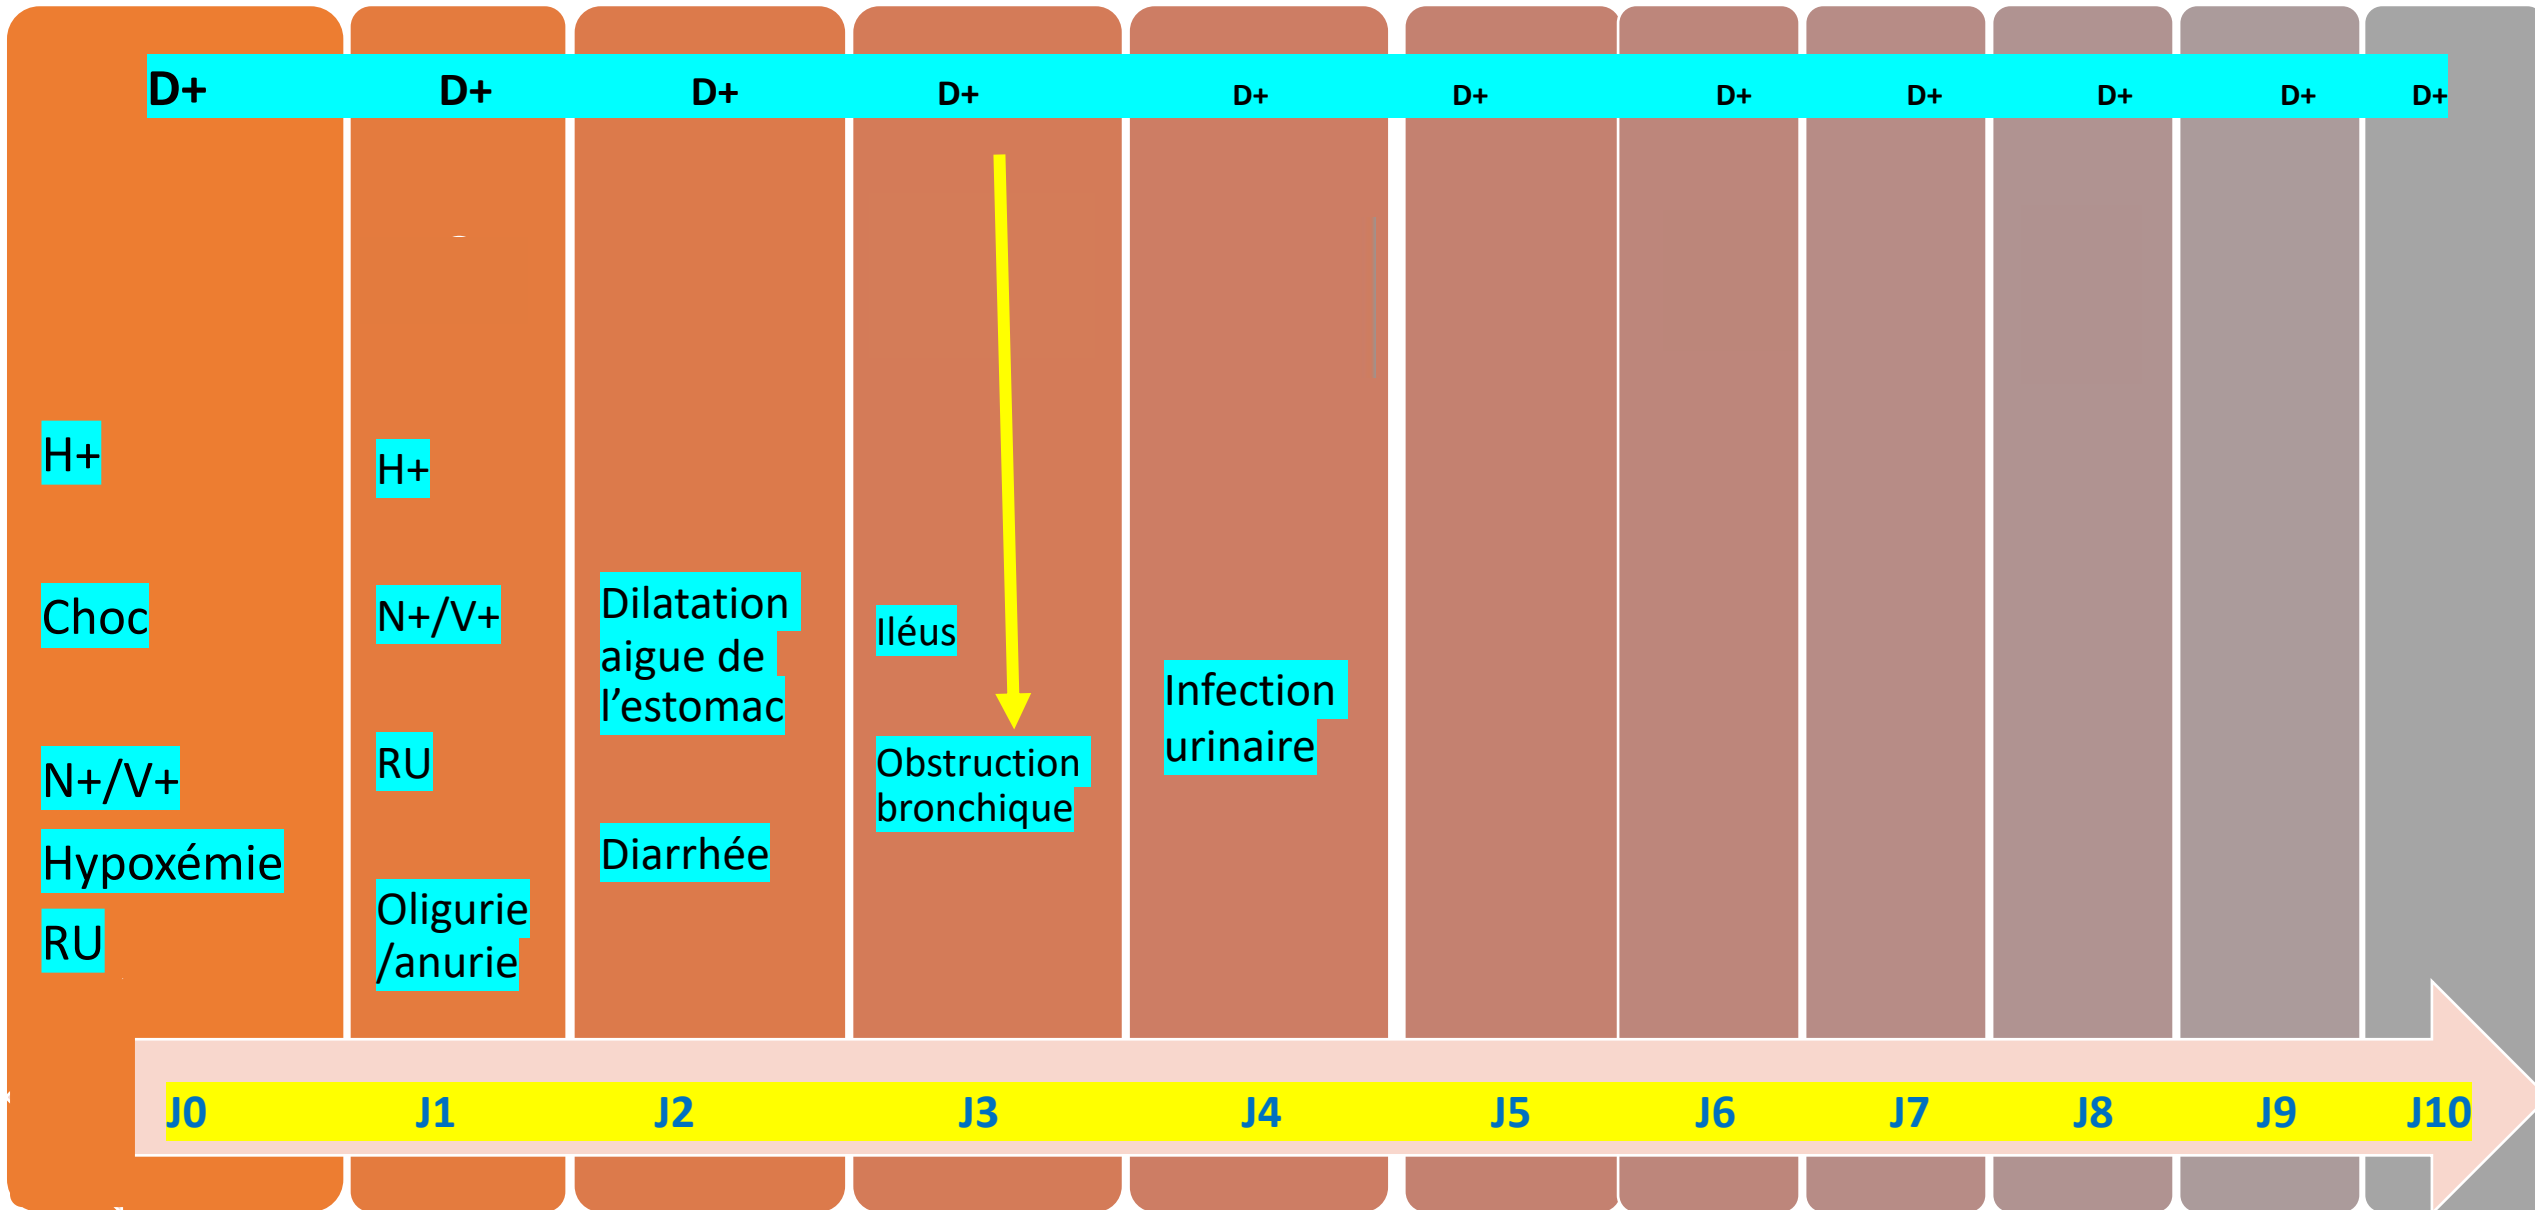 D+ D+ D+ D+ D+ D+ D+ D+ D+ D+ D+
H+
Choc
N+/V+
Hypoxémie
RU
H+
N+/V+
RU
Oligurie
/anurie
Dilatation
aigue de
l’estomac
Diarrhée
Iléus
Obstruction
bronchique
Infection
urinaire
J0 J1 J2 J3 J4 J5 J6 J7 J8 J9 J10